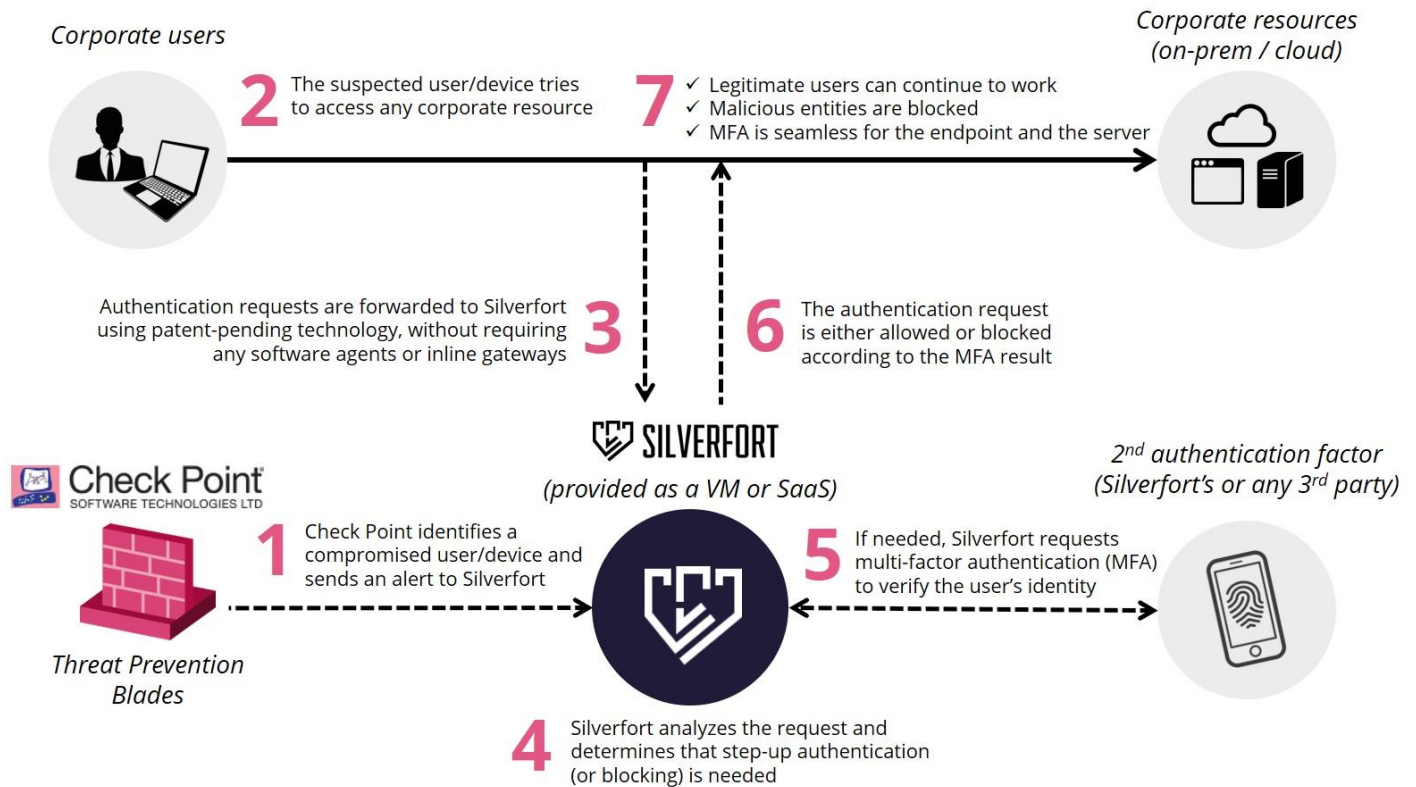 Corporate users
Corporate resources
(on-prem / cloud)
2
The suspected user/device tries
to access any corporate resource
7
✓ Legitimate users can continue to work
✓ Malicious entities are blocked
✓ MFA is seamless for the endpoint and the server
Authentication requests are forwarded to Silverfort
using patent-pending technology, without requiring
any software agents or inline gateways
3
6
The authentication request
is either allowed or blocked
according to the MFA result
SILVERFORT
(provided as a VM or SaaS)
2nd authentication factor
(Silverfort's or any 3rd party)
Check Point
SOFTWARE TECHNOLOGIES LTD
1
Check Point identifies a
compromised user/device and
sends an alert to Silverfort
5
If needed, Silverfort requests
multi-factor authentication (MFA)
to verify the user's identity
Threat Prevention
Blades
4
Silverfort analyzes the request and
determines that step-up authentication
(or blocking) is needed